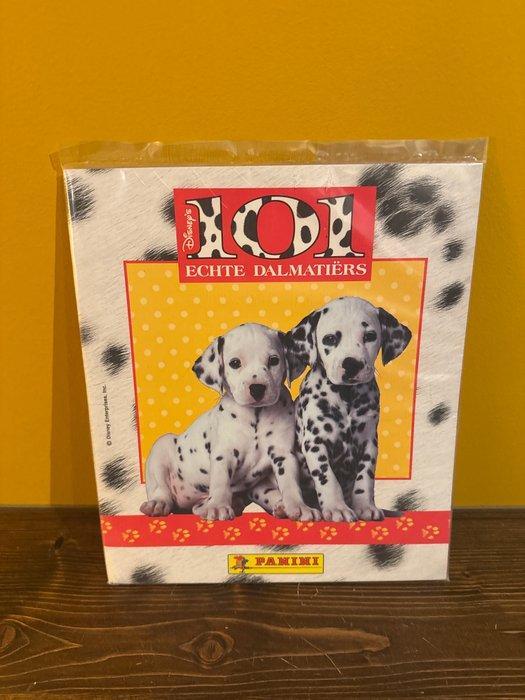 DISNEY'S
101
ECHTE DALMATIËRS
© Disney Enterprises, Inc.
PANINI